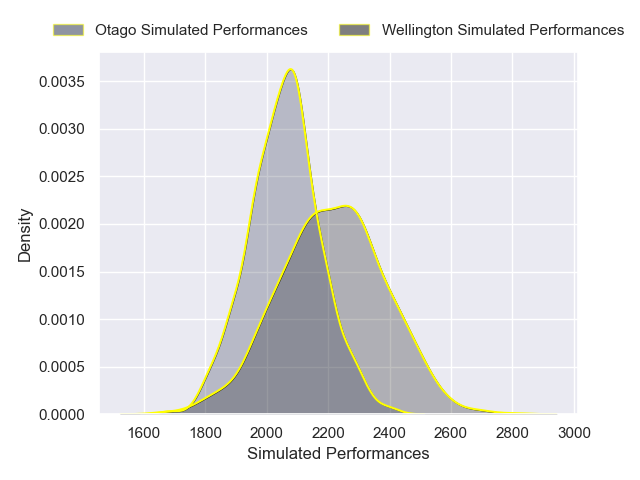 Otago Simulated Performances Wellington Simulated Performances
0.0035
0.0030
0.0025
0.0020
0.0015
0.0010
0.0005
0.0000
Density
1600 1800 2000 2200 2400 2600 2800 3000
Simulated Performances